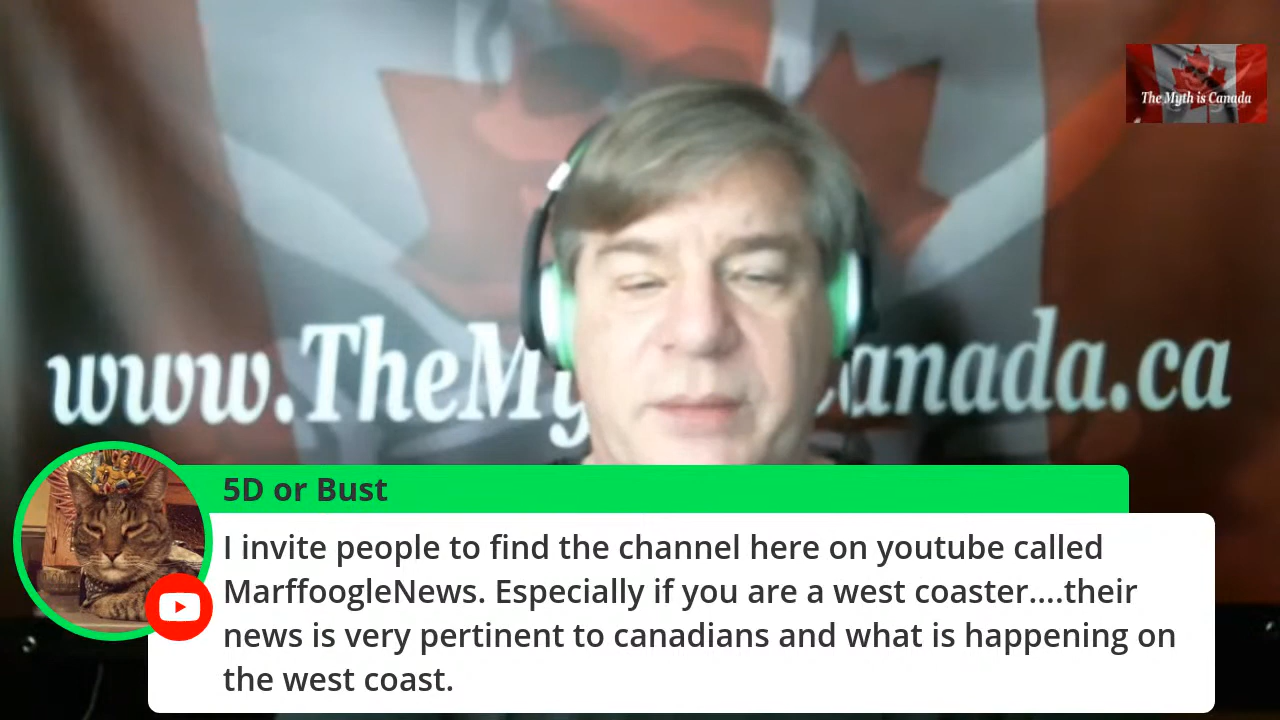 The Myth is Canada
www.TheMy Canada.ca
5D or Bust
I invite people to find the channel here on youtube called
MarffoogleNews. Especially if you are a west coaster....their
news is very pertinent to canadians and what is happening on
the west coast.